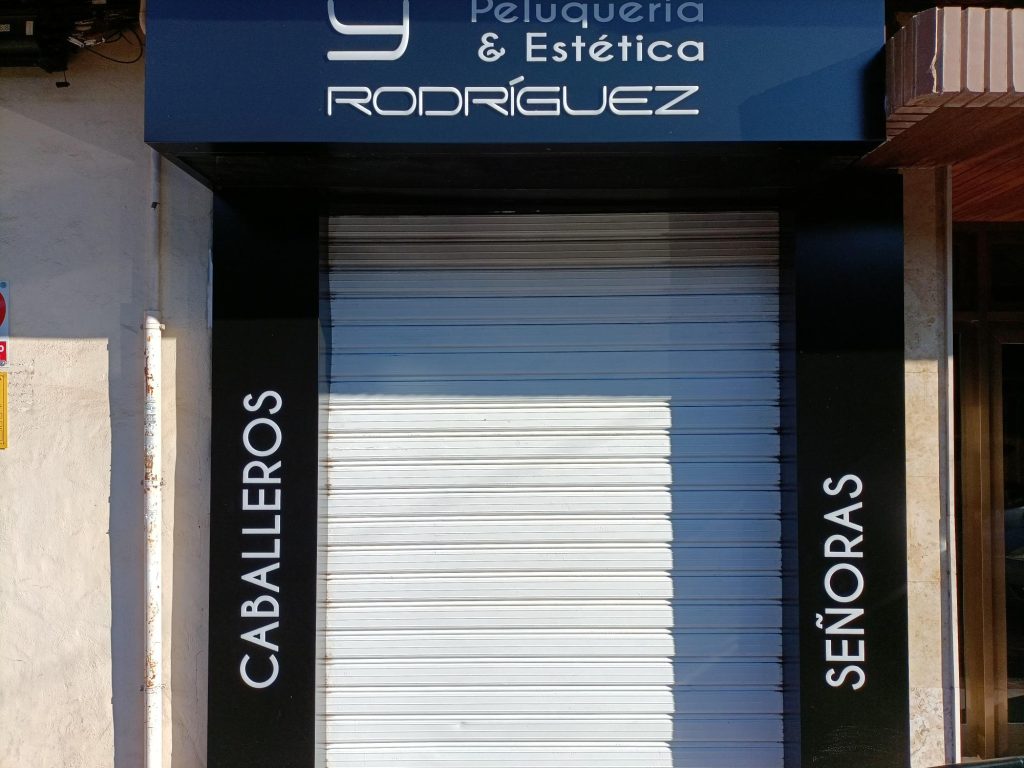 y
Peluquería
& Estética
RODRÍGUEZ
CABALLEROS
SEÑORAS